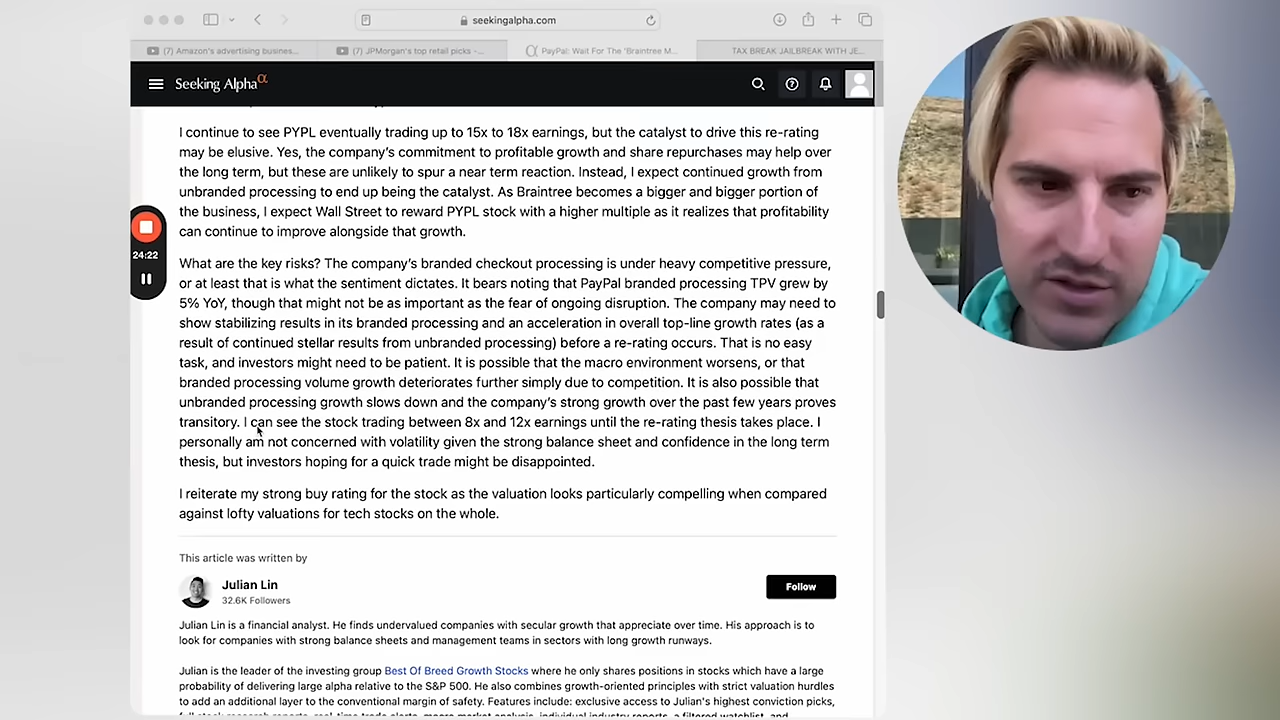 seekingalpha.com
(7) Amazon's advertising busines...
(7) JPMorgan's top retail picks -...
PayPal: Wait For The 'Braintree M...
TAX BREAK JAILBREAK WITH JE...
Seeking Alphaα
I continue to see PYPL eventually trading up to 15x to 18x earnings, but the catalyst to drive this re-rating
may be elusive. Yes, the company's commitment to profitable growth and share repurchases may help over
the long term, but these are unlikely to spur a near term reaction. Instead, I expect continued growth from
unbranded processing to end up being the catalyst. As Braintree becomes a bigger and bigger portion of
the business, I expect Wall Street to reward PYPL stock with a higher multiple as it realizes that profitability
can continue to improve alongside that growth.
24:22
What are the key risks? The company's branded checkout processing is under heavy competitive pressure,
or at least that is what the sentiment dictates. It bears noting that PayPal branded processing TPV grew by
5% YoY, though that might not be as important as the fear of ongoing disruption. The company may need to
show stabilizing results in its branded processing and an acceleration in overall top-line growth rates (as a
result of continued stellar results from unbranded processing) before a re-rating occurs. That is no easy
task, and investors might need to be patient. It is possible that the macro environment worsens, or that
branded processing volume growth deteriorates further simply due to competition. It is also possible that
unbranded processing growth slows down and the company's strong growth over the past few years proves
transitory. I can see the stock trading between 8x and 12x earnings until the re-rating thesis takes place. I
personally am not concerned with volatility given the strong balance sheet and confidence in the long term
thesis, but investors hoping for a quick trade might be disappointed.
I reiterate my strong buy rating for the stock as the valuation looks particularly compelling when compared
against lofty valuations for tech stocks on the whole.
This article was written by
Julian Lin
32.6K Followers
Follow
Julian Lin is a financial analyst. He finds undervalued companies with secular growth that appreciate over time. His approach is to
look for companies with strong balance sheets and management teams in sectors with long growth runways.
Julian is the leader of the investing group Best Of Breed Growth Stocks where he only shares positions in stocks which have a large
probability of delivering large alpha relative to the S&P 500. He also combines growth-oriented principles with strict valuation hurdles
to add an additional layer to the conventional margin of safety. Features include: exclusive access to Julian's highest conviction picks,